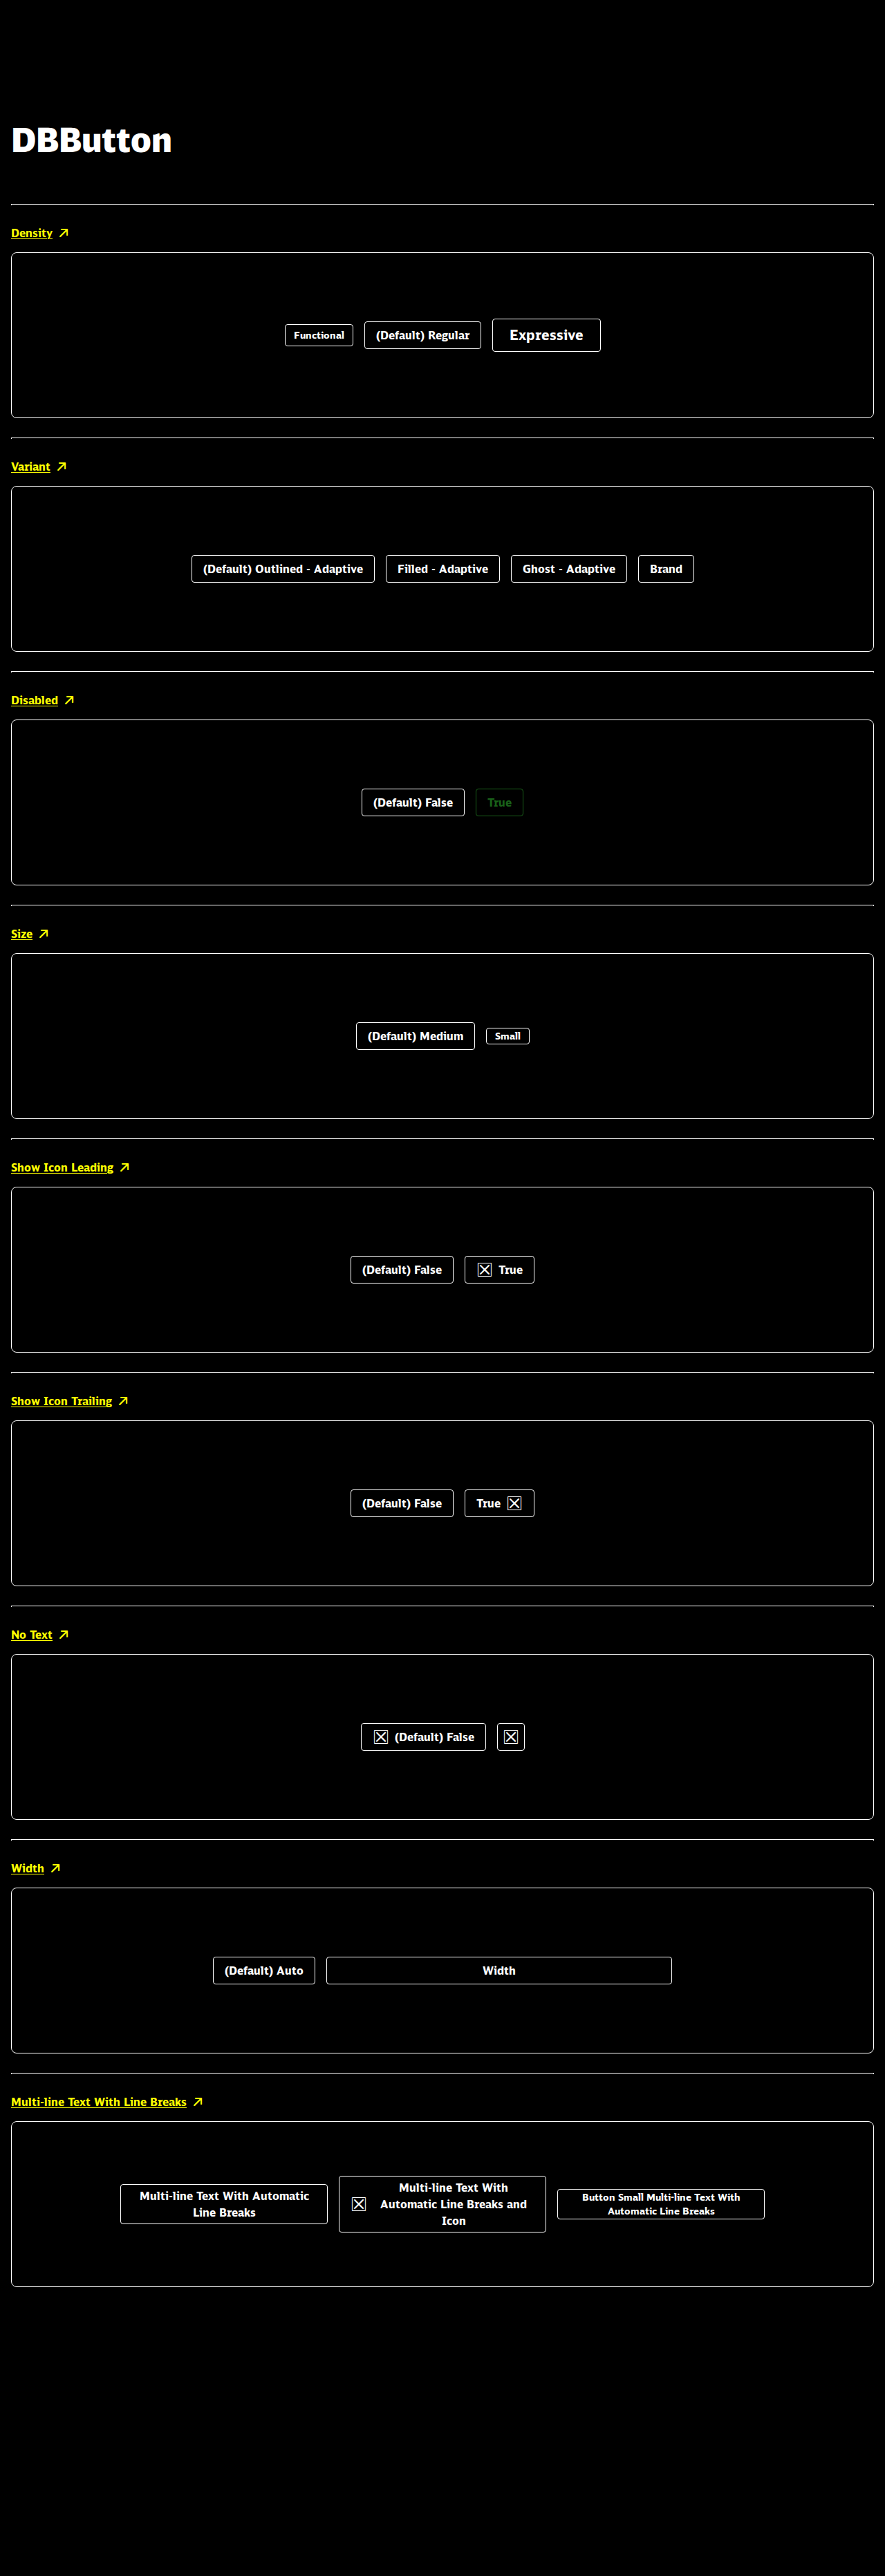 DBButton
Density
Functional
(Default) Regular
Expressive
Variant
(Default) Outlined - Adaptive
Filled - Adaptive
Ghost - Adaptive
Brand
Disabled
(Default) False
True
Size
(Default) Medium
Small
Show Icon Leading
(Default) False
True
Show Icon Trailing
(Default) False
True
No Text
(Default) False
Width
(Default) Auto
Width
Multi-line Text With Line Breaks
Multi-line Text With Automatic
Line Breaks
Multi-line Text With
Automatic Line Breaks and
Icon
Button Small Multi-line Text With
Automatic Line Breaks